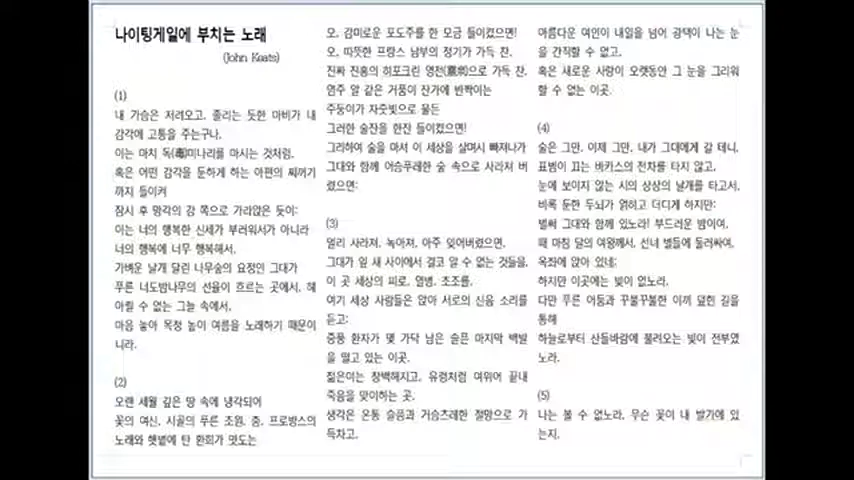 나이팅게일에 부치는 노래
(John Keats)
(1)
내 가슴은 저려오고, 졸리는 듯한 마비가 내
감각에 고통을 주는구나.
이는 마치 독(毒)미나리를 마시는 것처럼,
혹은 어떤 감각을 둔하게 하는 아편의 찌꺼기
까지 들이켜
잠시 후 망각의 강 쪽으로 가라앉은 듯이:
이는 너의 행복한 신세가 부러워서가 아니라
너의 행복에 너무 행복해서,
가벼운 날개 달린 나무숲의 요정인 그대가
푸른 너도밤나무의 선율이 흐르는 곳에서, 헤
아릴 수 없는 그늘 속에서,
마음 놓아 목청 높이 여름을 노래하기 때문이
니라.
(2)
오랜 세월 깊은 땅 속에 냉각되어
꽃의 여신, 시골의 푸른 초원, 춤, 프로방스의
노래와 햇볕에 탄 환희가 맛도는
오, 감미로운 포도주를 한 모금 들이켰으면!
오, 따뜻한 프랑스 남부의 정기가 가득 찬,
진짜 진홍의 히포크린 영천(靈泉)으로 가득 찬,
염주 알 같은 거품이 잔가에 반짝이는
주둥이가 자줏빛으로 물든
그러한 술잔을 한잔 들이켰으면!
그리하여 술을 마셔 이 세상을 살며시 빠져나가
그대와 함께 어슴푸레한 숲 속으로 사라져 버
렸으면:
(3)
멀리 사라져, 녹아져, 아주 잊어버렸으면,
그대가 잎 새 사이에서 결코 알 수 없는 것들을,
이 곳 세상의 피로, 열병, 초조를,
여기 세상 사람들은 앉아 서로의 신음 소리를
듣고:
중풍 환자가 몇 가닥 남은 슬픈 마지막 백발
을 떨고 있는 이곳,
젊은이는 창백해지고, 유령처럼 여위어 끝내
죽음을 맞이하는 곳,
생각은 온통 슬픔과 거슴츠레한 절망으로 가
득차고,
아름다운 여인이 내일을 넘어 광택이 나는 눈
을 간직할 수 없고,
혹은 새로운 사랑이 오랫동안 그 눈을 그리워
할 수 없는 이곳.
(4)
술은 그만, 이제 그만, 내가 그대에게 갈 테니,
표범이 끄는 바카스의 전차를 타지 않고,
눈에 보이지 않는 시의 상상의 날개를 타고서,
비록 둔한 두뇌가 얽히고 더디게 하지만:
벌써 그대와 함께 있노라! 부드러운 밤이여,
때 마침 달의 여왕께서, 선녀 별들에 둘러싸여,
옥좌에 앉아 있네:
하지만 이곳에는 빛이 없노라,
다만 푸른 어둠과 꾸불꾸불한 이끼 덮힌 길을
통해
하늘로부터 산들바람에 불려오는 빛이 전부였
노라.
(5)
나는 볼 수 없노라, 무슨 꽃이 내 발가에 있
는지,